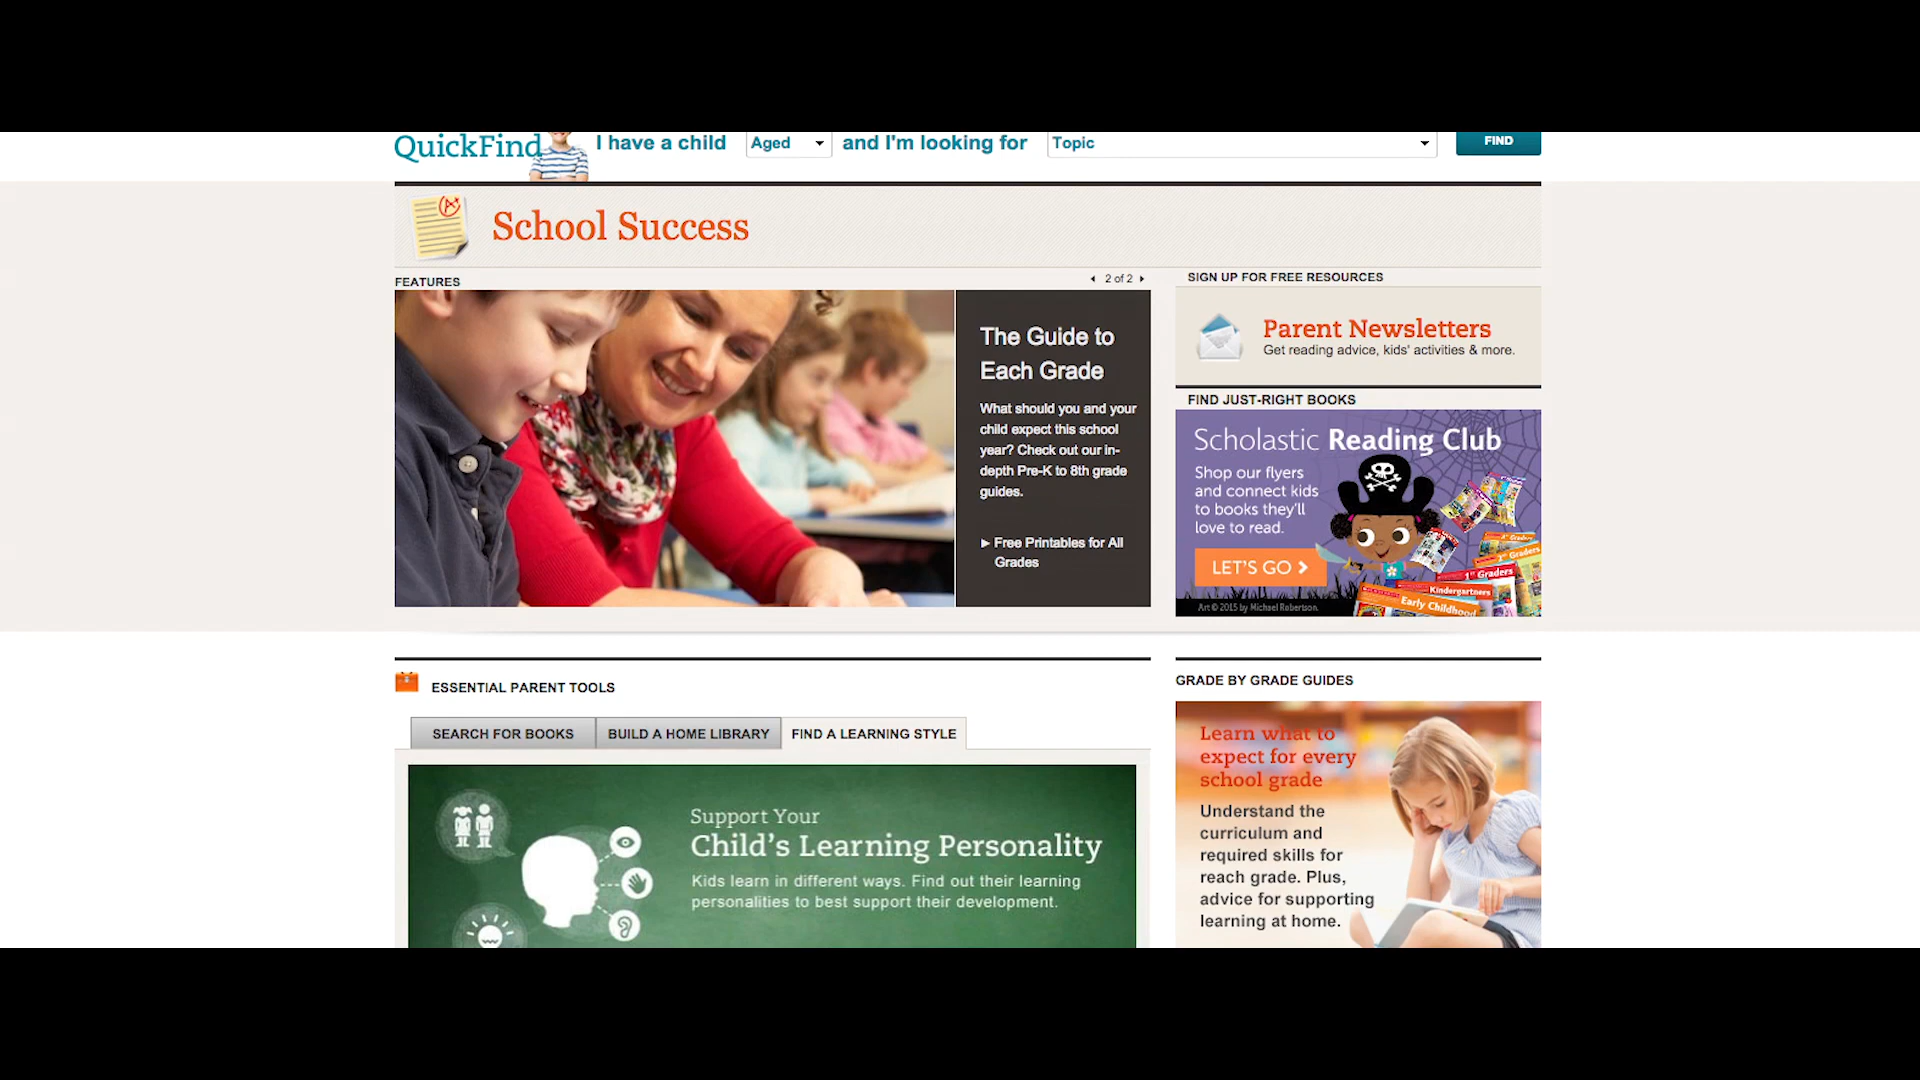 QuickFind I have a child Aged and I'm looking for Topic FIND
School Success
FEATURES
2 of 2
The Guide to
Each Grade
What should you and your
child expect this school
year? Check out our in-
depth Pre-K to 8th grade
guides.
Free Printables for All
Grades
SIGN UP FOR FREE RESOURCES
Parent Newsletters
Get reading advice, kids' activities & more.
FIND JUST-RIGHT BOOKS
Scholastic Reading Club
Shop our flyers
and connect kids
to books they'll
love to read.
LET'S GO
Art © 2015 by Michael Robertson.
1st Graders
Kindergartners
Early Childhood
ESSENTIAL PARENT TOOLS
SEARCH FOR BOOKS BUILD A HOME LIBRARY FIND A LEARNING STYLE
Support Your
Child's Learning Personality
Kids learn in different ways. Find out their learning
personalities to best support their development.
GRADE BY GRADE GUIDES
Learn what to
expect for every
school grade
Understand the
curriculum and
required skills for
reach grade. Plus,
advice for supporting
learning at home.